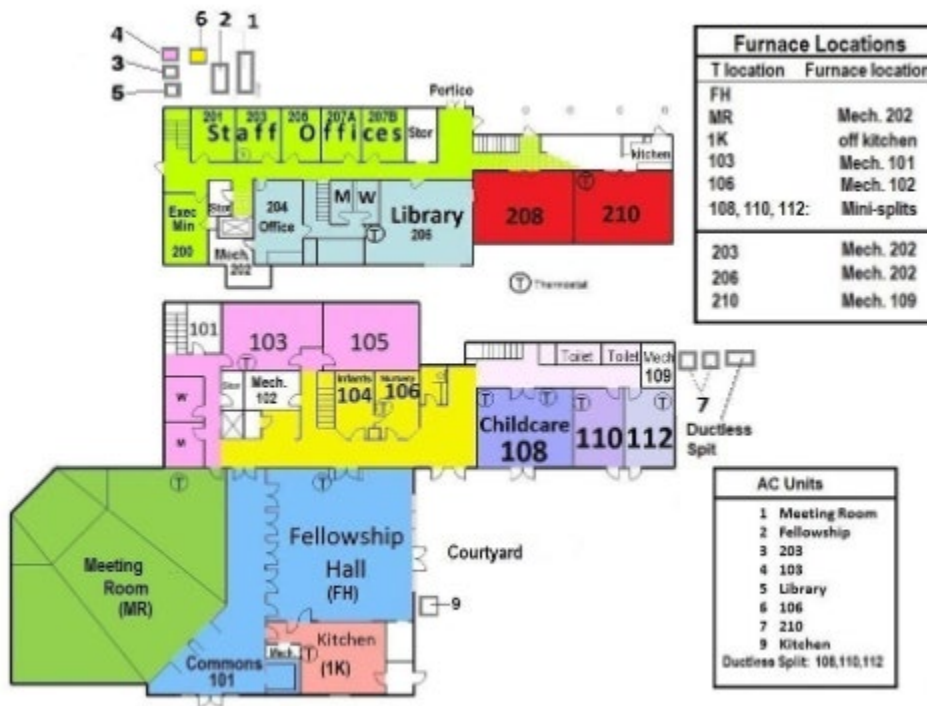 6 2 1
4
3
5
Furnace Locations
T location Furnace location
FH
MR Mech. 202
1K off kitchen
103 Mech. 101
106 Mech. 102
108, 110, 112: Mini-splits
203 Mech. 202
206 Mech. 202
210 Mech. 109
Portico
201 203 206 207A 207B
Staff Offices
Stor
kitchen
Exec
Min
200
Stor
204
Office
M W
Library
206
208
210
Mech.
202
T Thermostat
101
103
105
Toilet Toilet
Mech
109
W
Stor
Mech.
102
Infants
104
Nursery
106
M
Childcare
108
110
112
7
Ductless
Spit
Meeting
Room
(MR)
Fellowship
Hall
(FH)
Courtyard
9
Kitchen
(1K)
Mech.
Commons
101
AC Units
1 Meeting Room
2 Fellowship
3 203
4 103
5 Library
6 106
7 210
9 Kitchen
Ductless Split: 108,110,112